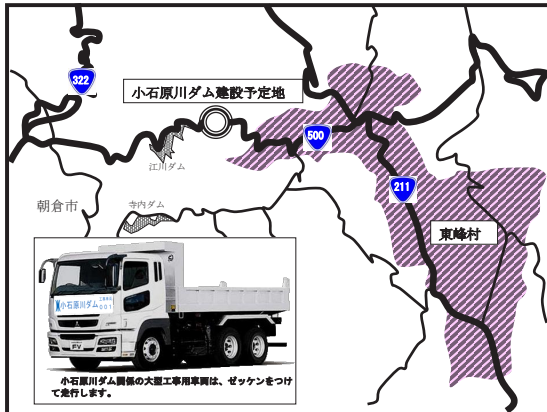 322
小石原川ダム建設予定地
500
江川ダム
211
朝倉市
寺内ダム
東峰村
小石原川ダム
001
FV
小石原川ダム関係の大型工事用車両は、ゼッケンをつけ
て走行します。